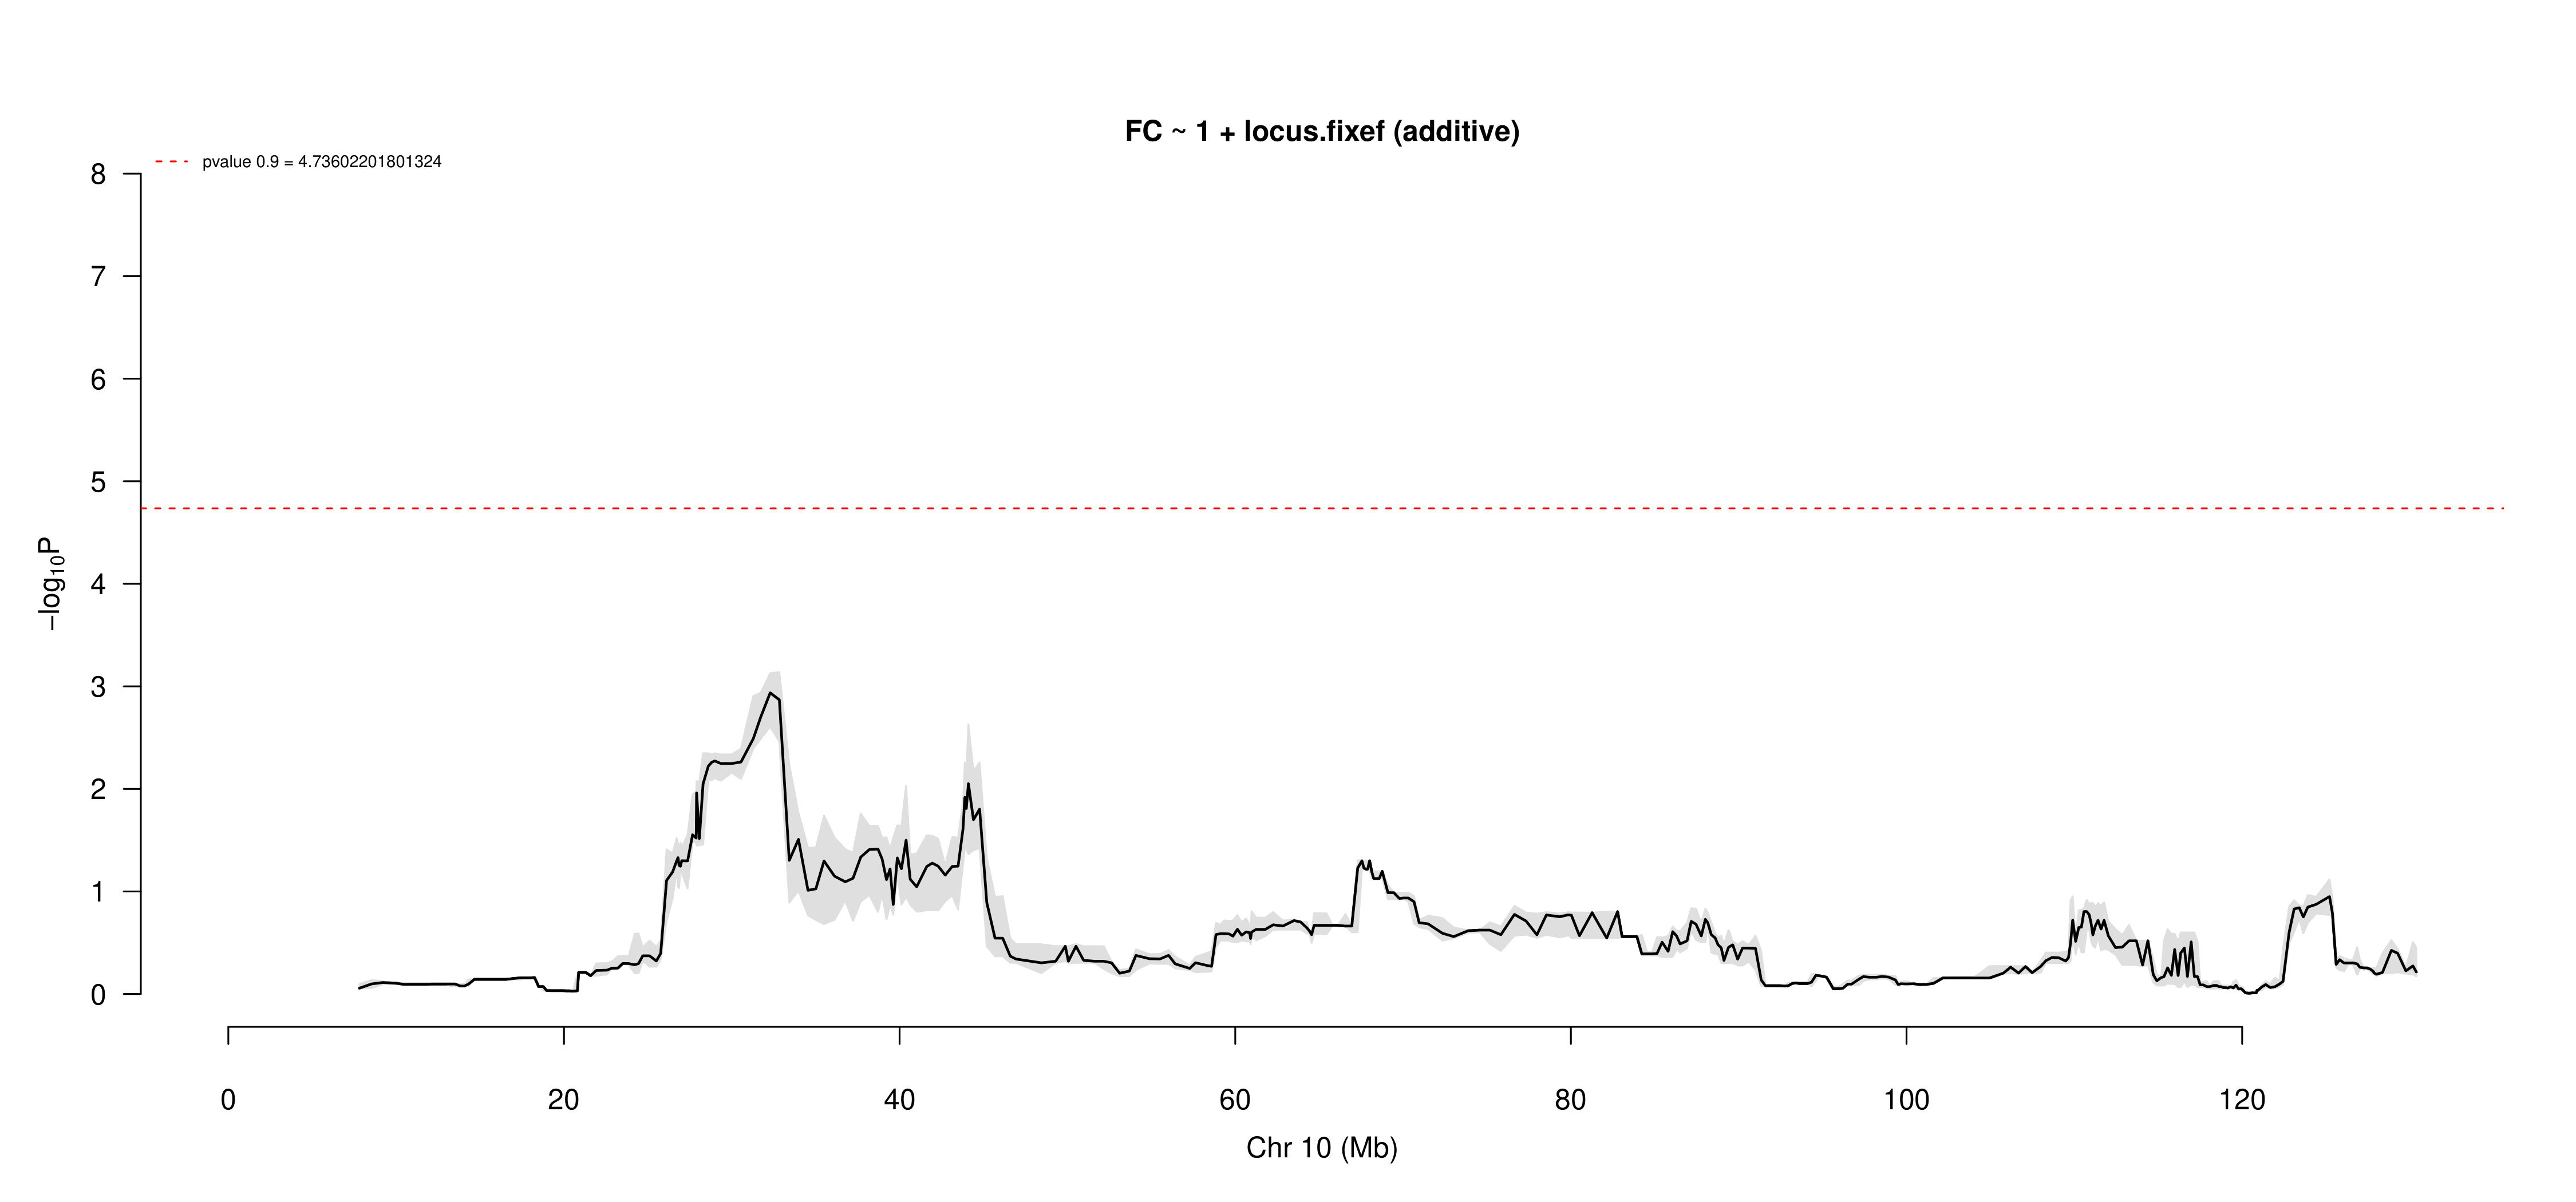 FC ~ 1 + locus.fixef (additive)
pvalue 0.9 = 4.73602201801324
8
7
6
5
4
3
2
1
0
−log10P
0 20 40 60 80 100 120
Chr 10 (Mb)